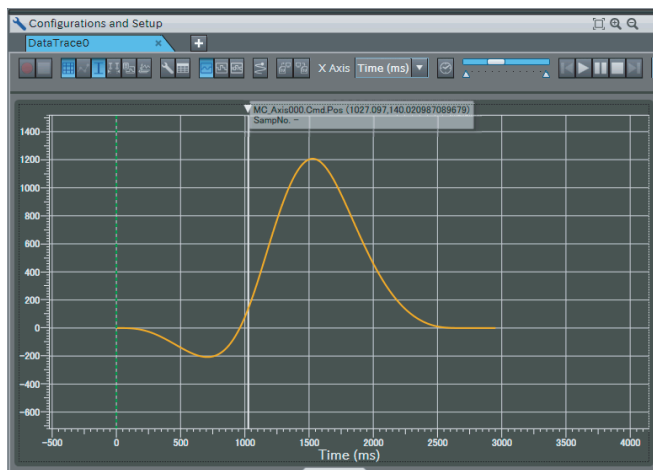 Configurations and Setup
DataTrace0 ×
X Axis Time (ms)
MC_Axis000.Cmd.Pos (1027.097,140.020987089679)
SampNo. -
1400
1200
1000
800
600
400
200
0
-200
-400
-600
-500 0 500 1000 1500 2000 2500 3000 3500 4000
Time (ms)